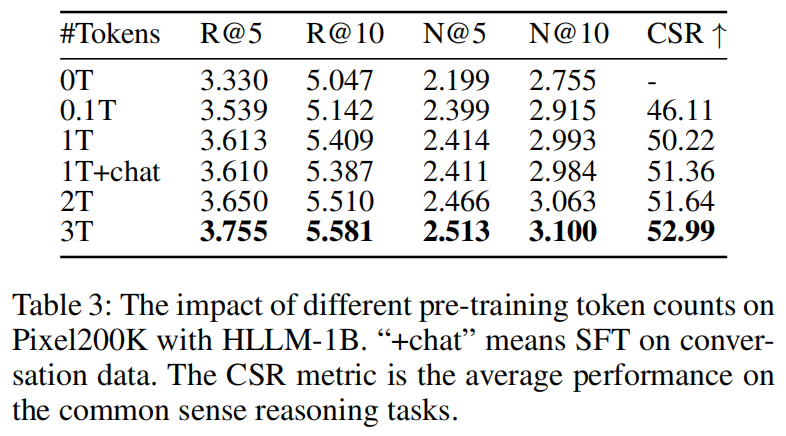 #Tokens R@5 R@10 N@5 N@10 CSR ↑
0T 3.330 5.047 2.199 2.755 -
0.1T 3.539 5.142 2.399 2.915 46.11
1T 3.613 5.409 2.414 2.993 50.22
1T+chat 3.610 5.387 2.411 2.984 51.36
2T 3.650 5.510 2.466 3.063 51.64
3T 3.755 5.581 2.513 3.100 52.99
Table 3: The impact of different pre-training token counts on
Pixel200K with HLLM-1B. “+chat” means SFT on conver-
sation data. The CSR metric is the average performance on
the common sense reasoning tasks.